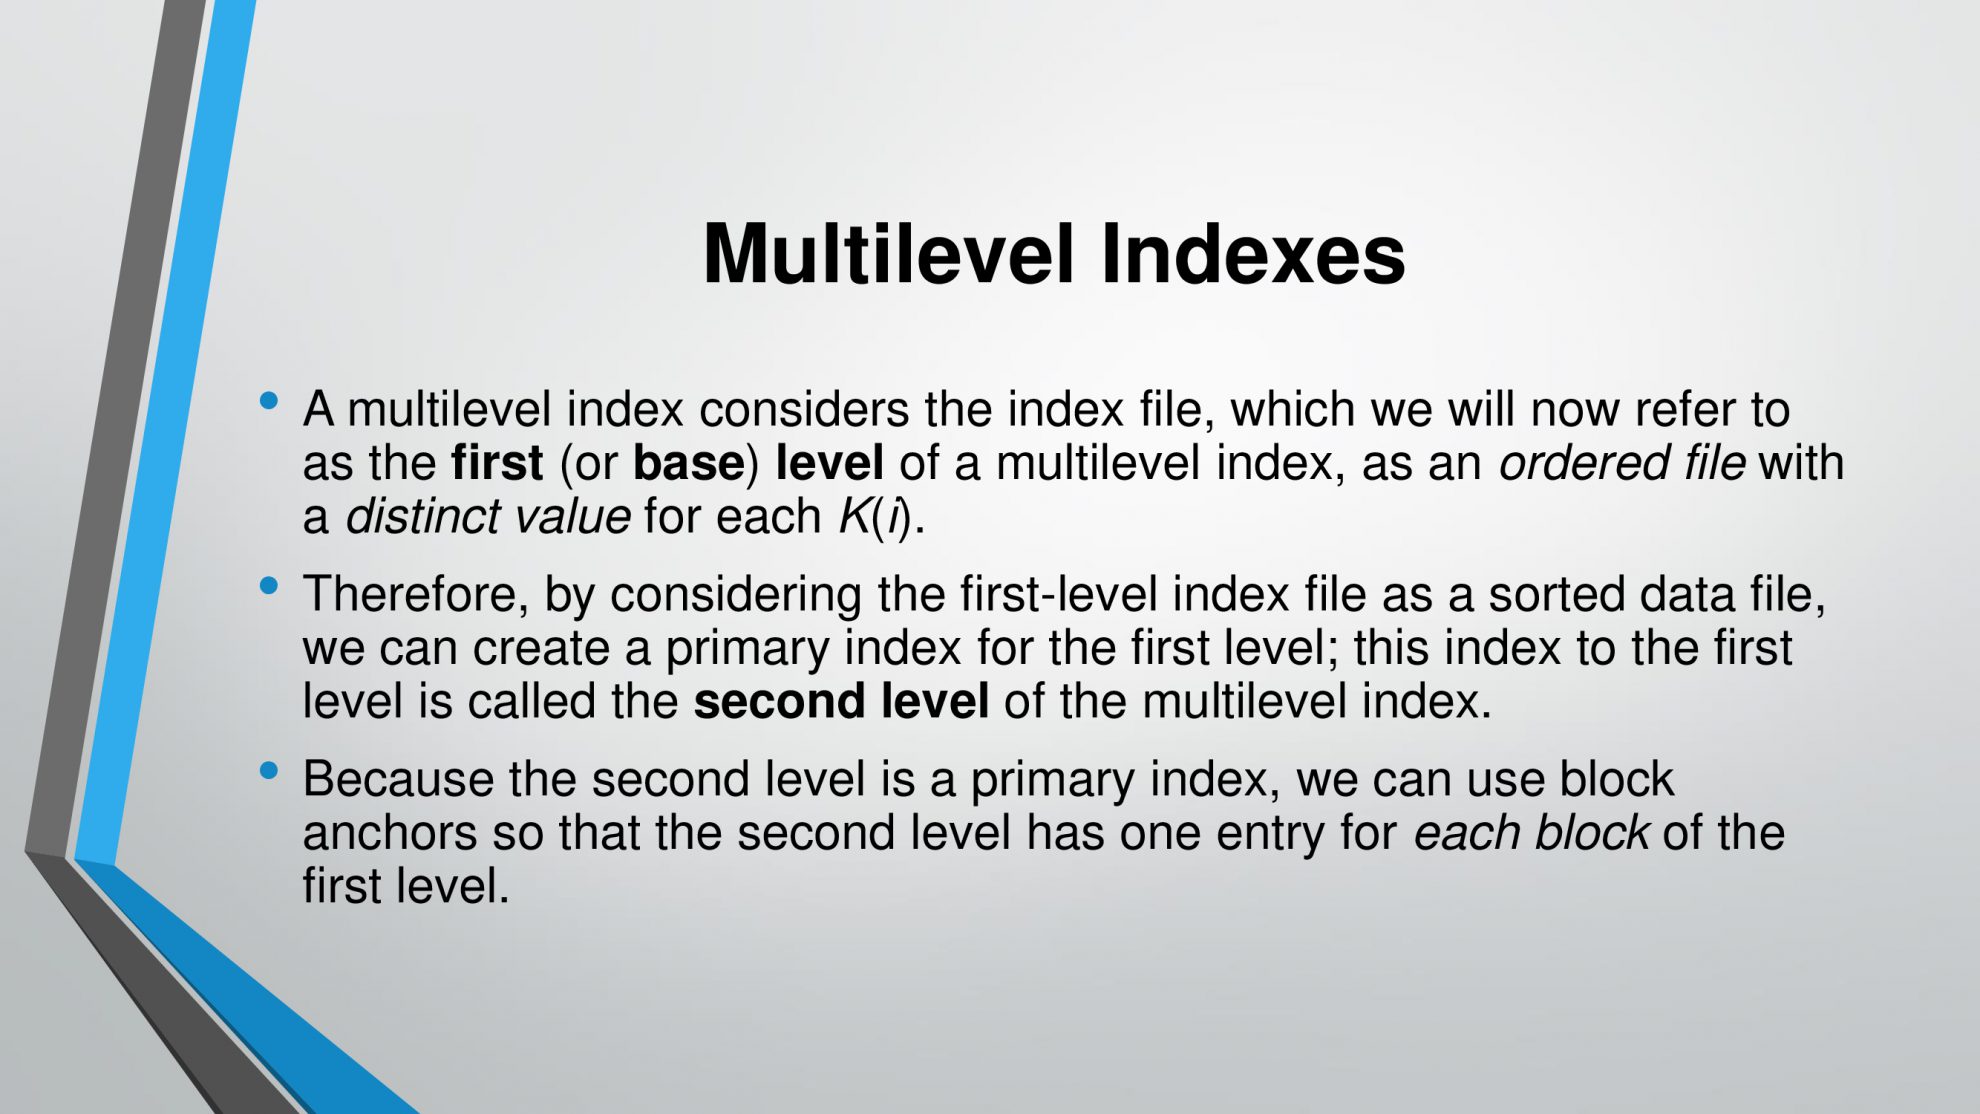 Multilevel Indexes
• A multilevel index considers the index file, which we will now refer to
as the first (or base) level of a multilevel index, as an ordered file with
a distinct value for each K(i).
• Therefore, by considering the first-level index file as a sorted data file,
we can create a primary index for the first level; this index to the first
level is called the second level of the multilevel index.
• Because the second level is a primary index, we can use block
anchors so that the second level has one entry for each block of the
first level.